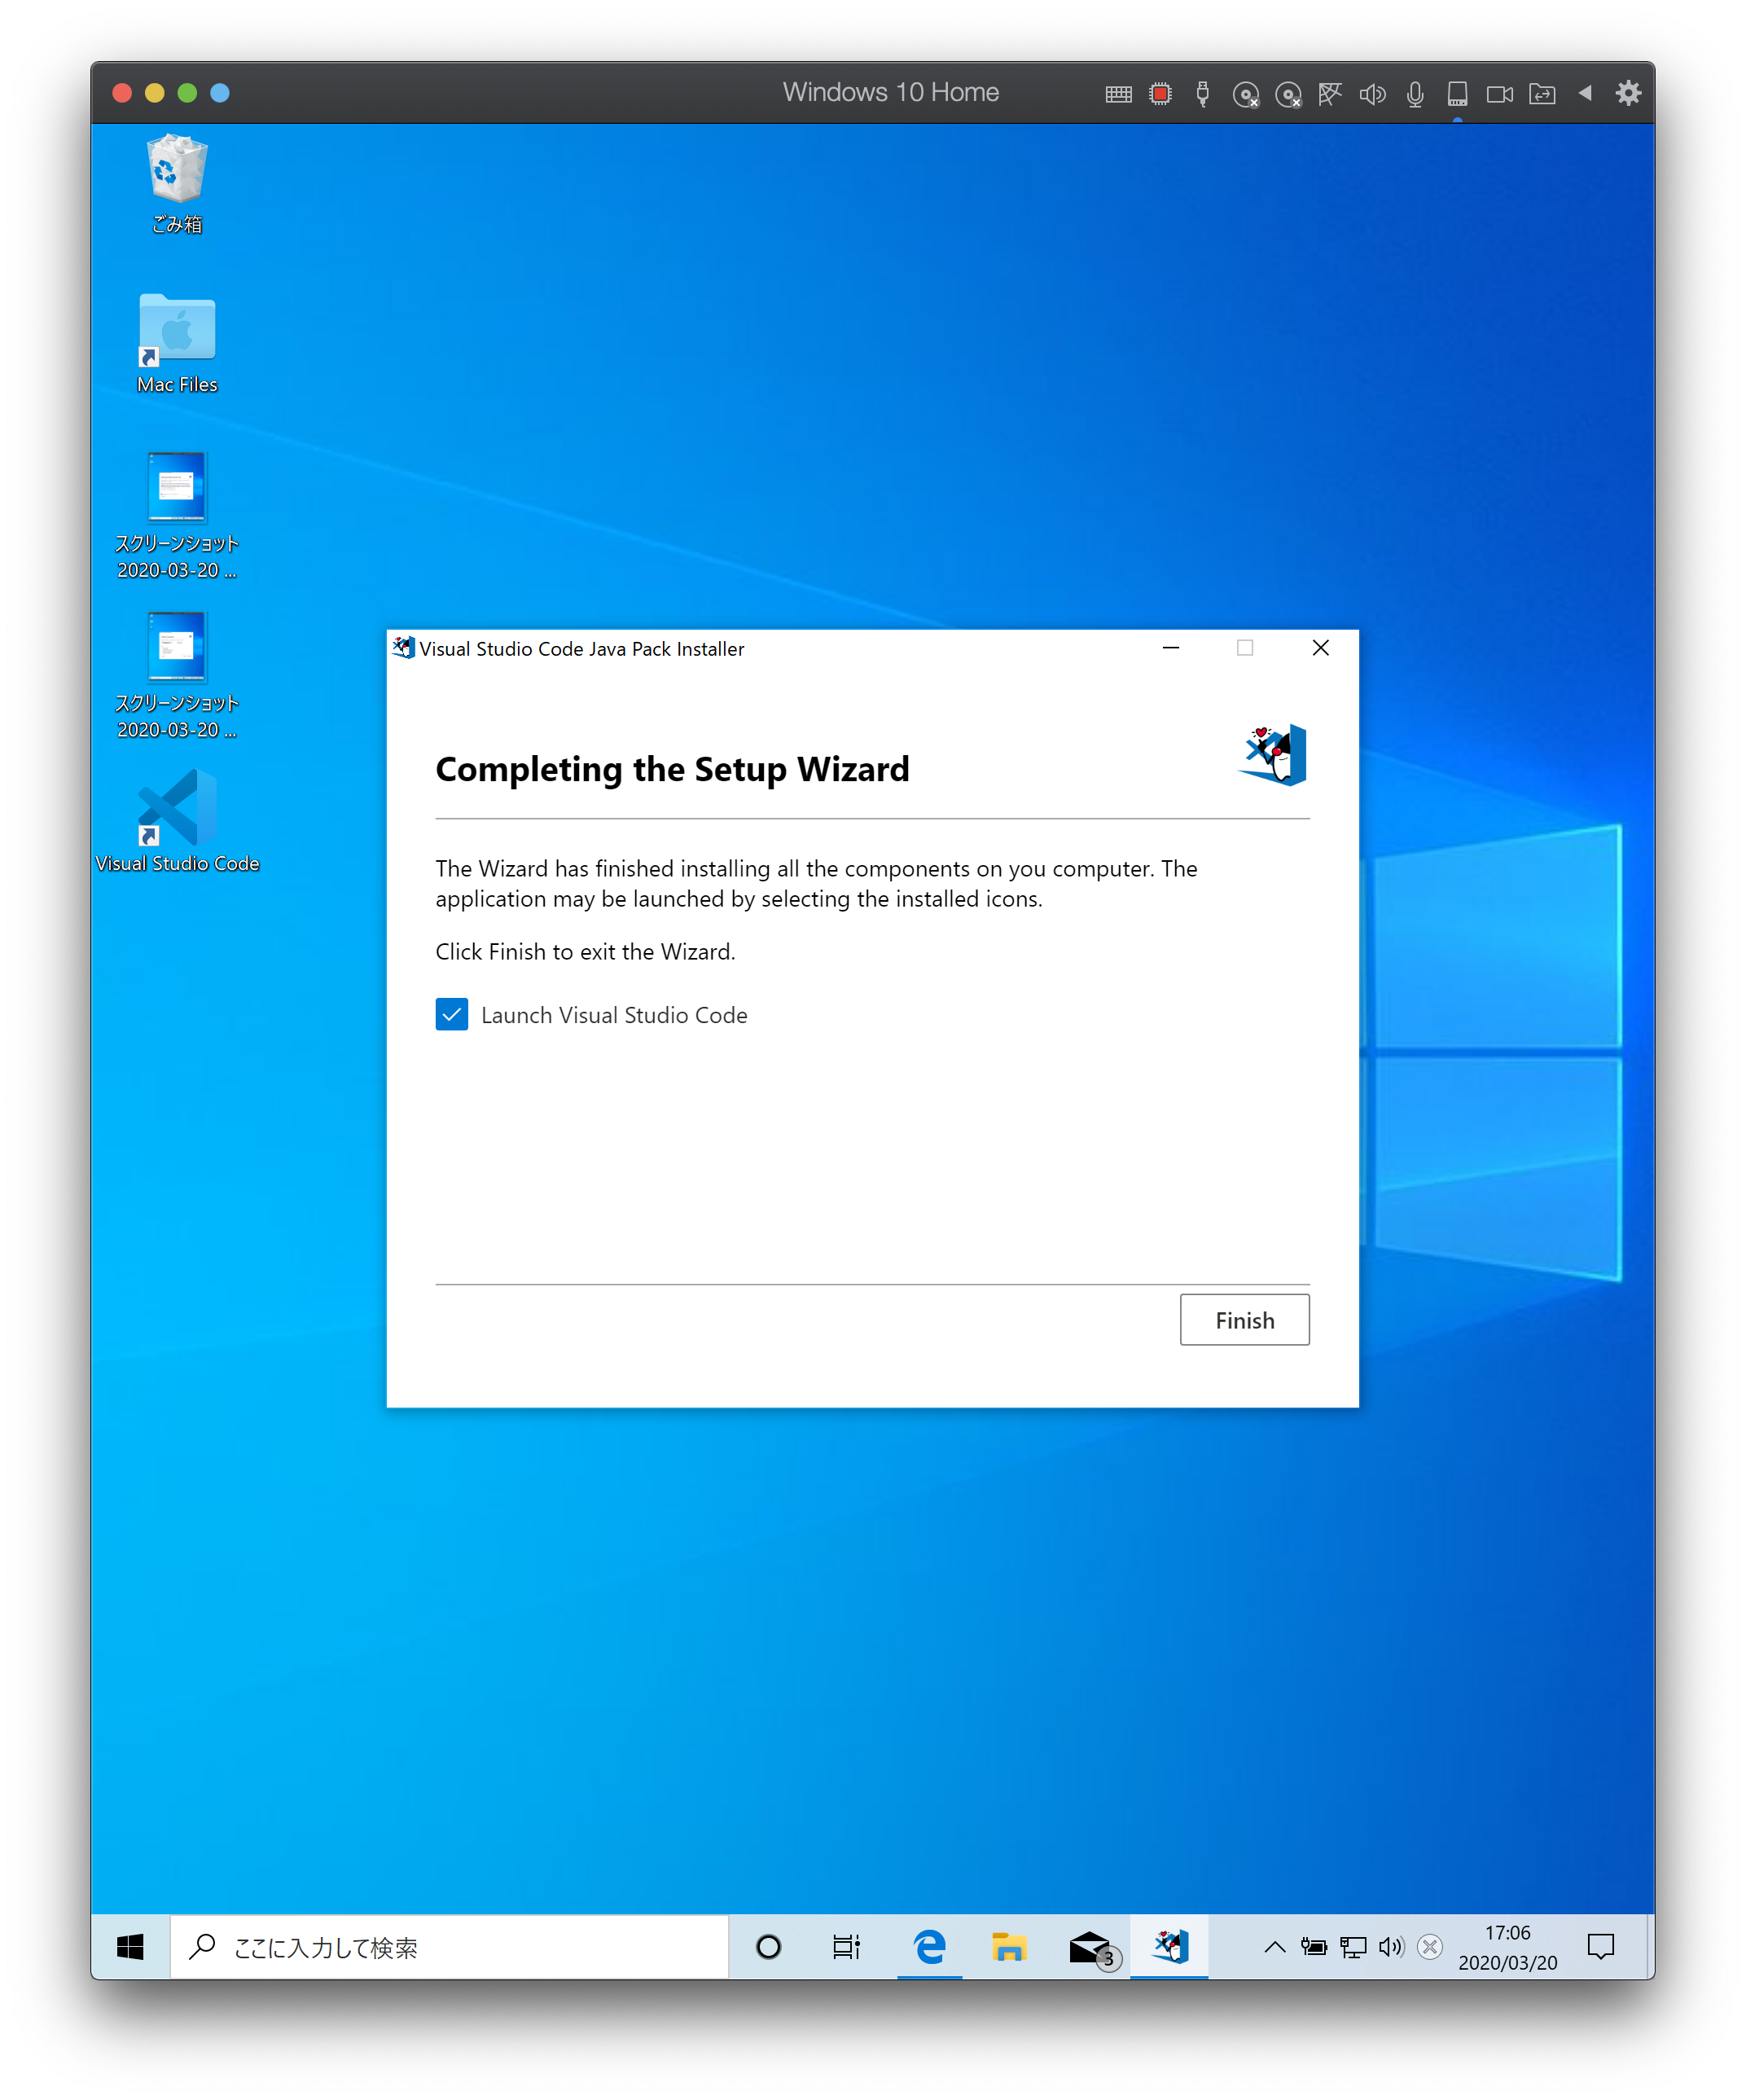 Windows 10 Home
ごみ箱
Mac Files
スクリーンショット
2020-03-20 ...
スクリーンショット
2020-03-20 ...
Visual Studio Code
Visual Studio Code Java Pack Installer
Completing the Setup Wizard
The Wizard has finished installing all the components on you computer. The
application may be launched by selecting the installed icons.
Click Finish to exit the Wizard.
Launch Visual Studio Code
Finish
ここに入力して検索
3
17:06
2020/03/20